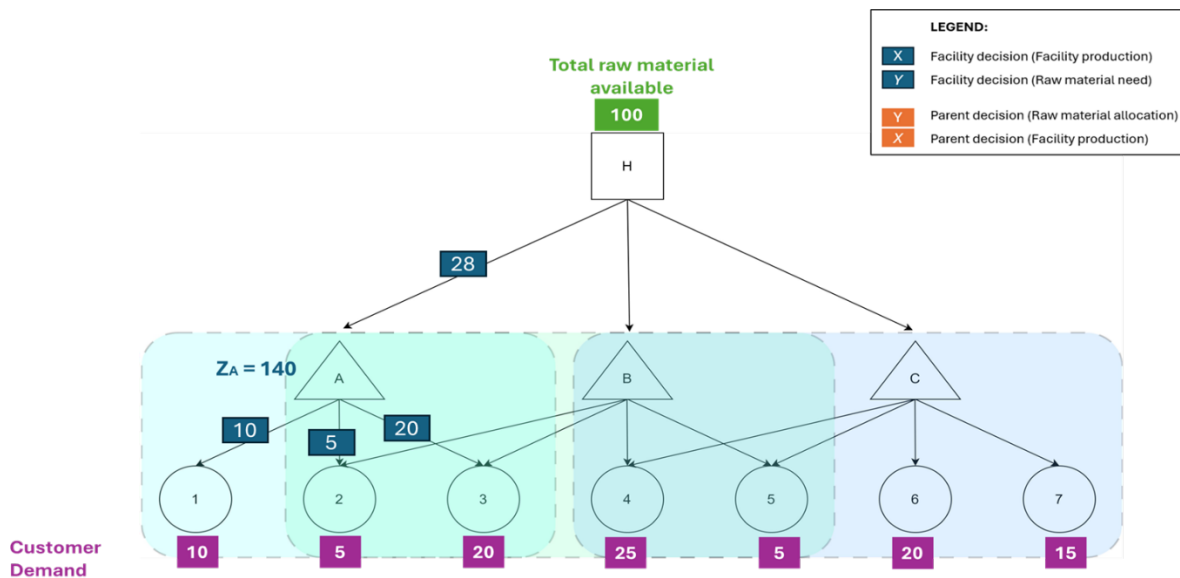 LEGEND:
X Facility decision (Facility production)
Y Facility decision (Raw material need)
Y Parent decision (Raw material allocation)
X Parent decision (Facility production)
Total raw material
available
100
H
28
ZA = 140
A
B
C
10
5
20
1
2
3
4
5
6
7
Customer
Demand
10
5
20
25
5
20
15